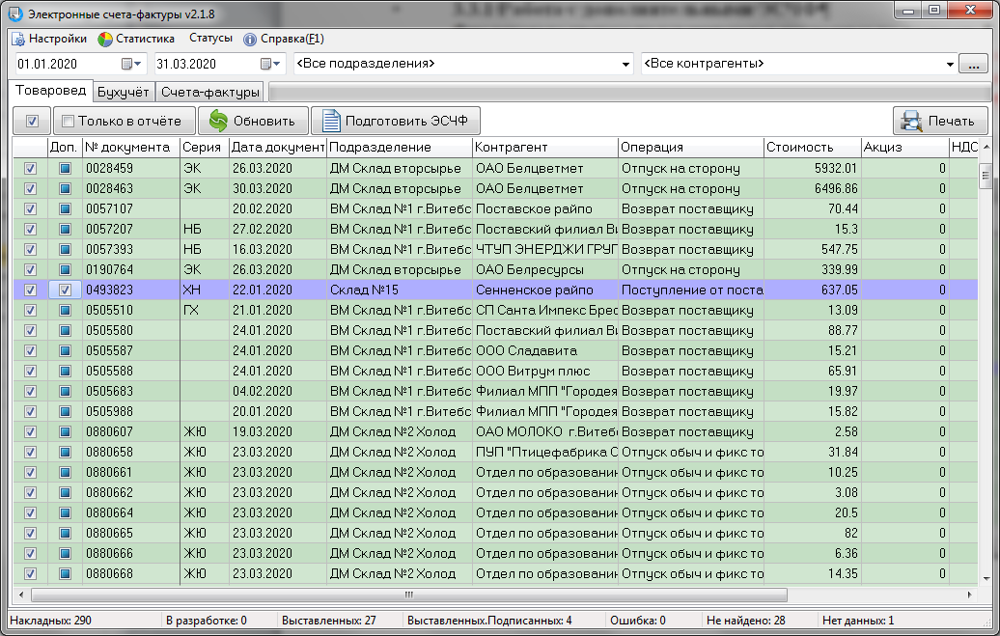 Электронные счета-фактуры v2.1.8
Настройки Статистика Статусы Справка(F1)
01.01.2020 31.03.2020 <Все подразделения> <Все контрагенты> ...
Товаровед Бухучёт Счета-фактуры
Только в отчёте Обновить Подготовить ЭСЧФ Печать
Доп. № документа Серия Дата документ Подразделение Контрагент Операция Стоимость Акциз НДС
0028459 ЭК 26.03.2020 ДМ Склад вторсырье ОАО Белцветмет Отпуск на сторону 5932.01 0
0028463 ЭК 30.03.2020 ДМ Склад вторсырье ОАО Белцветмет Отпуск на сторону 6496.86 0
0057107 20.02.2020 ВМ Склад №1 г.Витебс Поставское райпо Возврат поставщику 70.44 0
0057207 НБ 27.02.2020 ВМ Склад №1 г.Витебс Поставский филиал Ви Возврат поставщику 15.3 0
0057393 НБ 16.03.2020 ВМ Склад №1 г.Витебс ЧТУП ЭНЕРДЖИ ГРУП Возврат поставщику 547.75 0
0190764 ЭК 26.03.2020 ДМ Склад вторсырье ОАО Белресурсы Отпуск на сторону 339.99 0
0493823 ХН 22.01.2020 Склад №15 Сенненское райпо Поступление от поста 637.05 0
0505510 ГХ 21.01.2020 ВМ Склад №1 г.Витебс СП Санта Импекс Брес Возврат поставщику 13.09 0
0505580 24.01.2020 ВМ Склад №1 г.Витебс Поставский филиал Ви Возврат поставщику 88.77 0
0505587 24.01.2020 ВМ Склад №1 г.Витебс ООО Сладавита Возврат поставщику 15.21 0
0505588 24.01.2020 ВМ Склад №1 г.Витебс ООО Витрум плюс Возврат поставщику 65.91 0
0505683 04.02.2020 ВМ Склад №1 г.Витебс Филиал МПП "Городея Возврат поставщику 19.97 0
0505988 20.01.2020 ВМ Склад №1 г.Витебс Филиал МПП "Городея Возврат поставщику 15.82 0
0880607 ЖЮ 19.03.2020 ДМ Склад №2 Холод ОАО МОЛОКО г.Витебс Возврат поставщику 2.58 0
0880658 ЖЮ 23.03.2020 ДМ Склад №2 Холод ПУП "Птицефабрика С Отпуск обыч и фикс то 31.84 0
0880661 ЖЮ 23.03.2020 ДМ Склад №2 Холод Отдел по образованию Отпуск обыч и фикс то 10.25 0
0880662 ЖЮ 23.03.2020 ДМ Склад №2 Холод Отдел по образованию Отпуск обыч и фикс то 3.08 0
0880664 ЖЮ 23.03.2020 ДМ Склад №2 Холод Отдел по образованию Отпуск обыч и фикс то 20.5 0
0880665 ЖЮ 23.03.2020 ДМ Склад №2 Холод Отдел по образованию Отпуск обыч и фикс то 82 0
0880666 ЖЮ 23.03.2020 ДМ Склад №2 Холод Отдел по образованию Отпуск обыч и фикс то 6.36 0
0880668 ЖЮ 23.03.2020 ДМ Склад №2 Холод Отдел по образованию Отпуск обыч и фикс то 14.35 0
Накладных: 290 В разработке: 0 Выставленных: 27 Выставленных.Подписанных: 4 Ошибка: 0 Не найдено: 28 Нет данных: 1